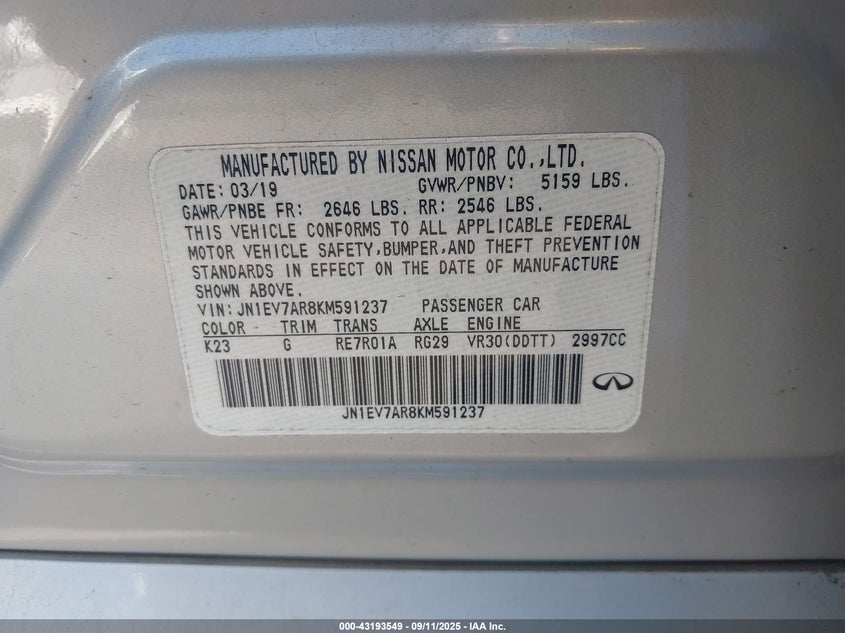 MANUFACTURED BY NISSAN MOTOR CO.,LTD.
DATE: 03/19 GVWR/PNBV: 5159 LBS.
GAWR/PNBE FR: 2646 LBS. RR: 2546 LBS.
THIS VEHICLE CONFORMS TO ALL APPLICABLE FEDERAL
MOTOR VEHICLE SAFETY,BUMPER,AND THEFT PREVENTION
STANDARDS IN EFFECT ON THE DATE OF MANUFACTURE
SHOWN ABOVE.
VIN: JN1EV7AR8KM591237 PASSENGER CAR
COLOR TRIM TRANS AXLE ENGINE
K23 G RE7R01A RG29 VR30(DDTT) 2997CC
JN1EV7AR8KM591237
000-43193549 - 09/11/2025 - IAA Inc.